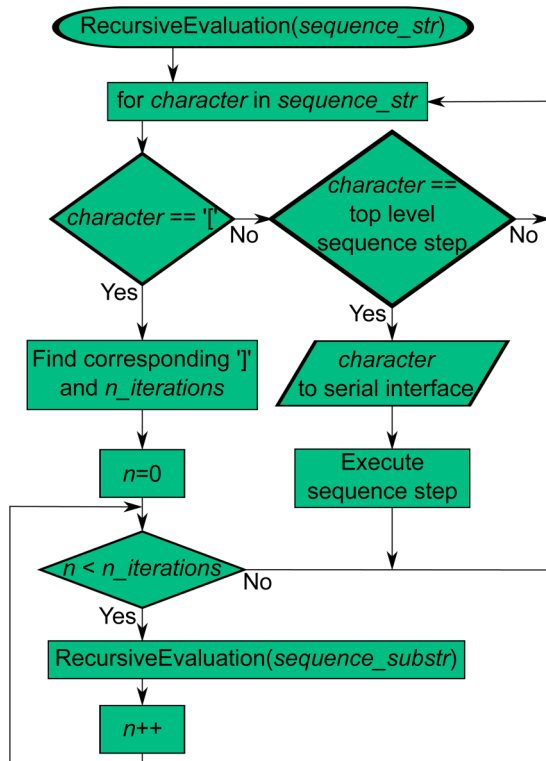 RecursiveEvaluation(sequence_str)
for character in sequence_str
character == '['
No
Yes
character ==
top level
sequence step
No
Yes
Find corresponding ']'
and n_iterations
character
to serial interface
n=0
Execute
sequence step
n < n_iterations
No
Yes
RecursiveEvaluation(sequence_substr)
n++